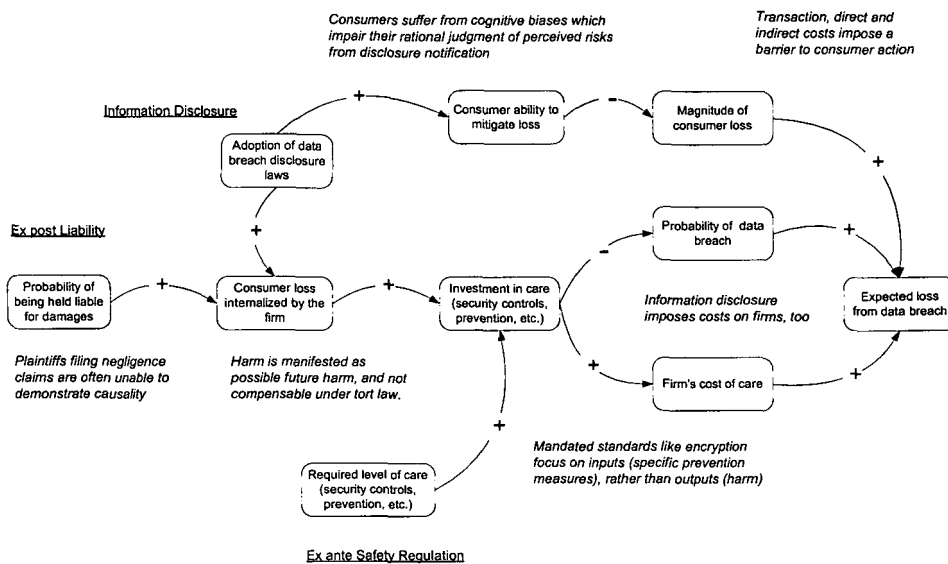 Consumers suffer from cognitive biases which
impair their rational judgment of perceived risks
from disclosure notification
Transaction, direct and
indirect costs impose a
barrier to consumer action
Information Disclosure
+
Consumer ability to
mitigate loss
-
Magnitude of
consumer loss
Adoption of data
breach disclosure
laws
+
+
Ex post Liability
Probability of
being held liable
for damages
+
Consumer loss
internalized by the
firm
+
Investment in care
(security controls,
prevention, etc.)
-
Probability of data
breach
+
Information disclosure
imposes costs on firms, too
Expected loss
from data breach
Plaintiffs filing negligence
claims are often unable to
demonstrate causality
Harm is manifested as
possible future harm, and not
compensable under tort law.
+
Firm's cost of care
+
+
Mandated standards like encryption
focus on inputs (specific prevention
measures), rather than outputs (harm)
Required level of care
(security controls,
prevention, etc.)
Ex ante Safety Regulation